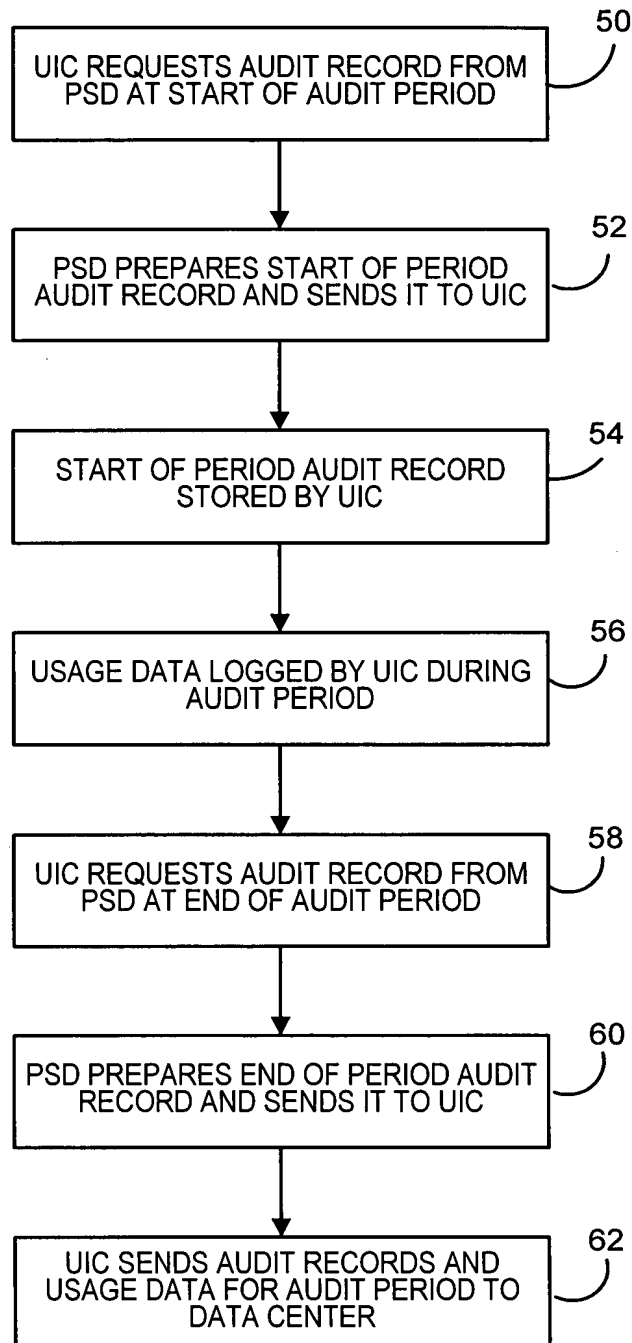 50
UIC REQUESTS AUDIT RECORD FROM
PSD AT START OF AUDIT PERIOD
52
PSD PREPARES START OF PERIOD
AUDIT RECORD AND SENDS IT TO UIC
54
START OF PERIOD AUDIT RECORD
STORED BY UIC
56
USAGE DATA LOGGED BY UIC DURING
AUDIT PERIOD
58
UIC REQUESTS AUDIT RECORD FROM
PSD AT END OF AUDIT PERIOD
60
PSD PREPARES END OF PERIOD AUDIT
RECORD AND SENDS IT TO UIC
62
UIC SENDS AUDIT RECORDS AND
USAGE DATA FOR AUDIT PERIOD TO
DATA CENTER